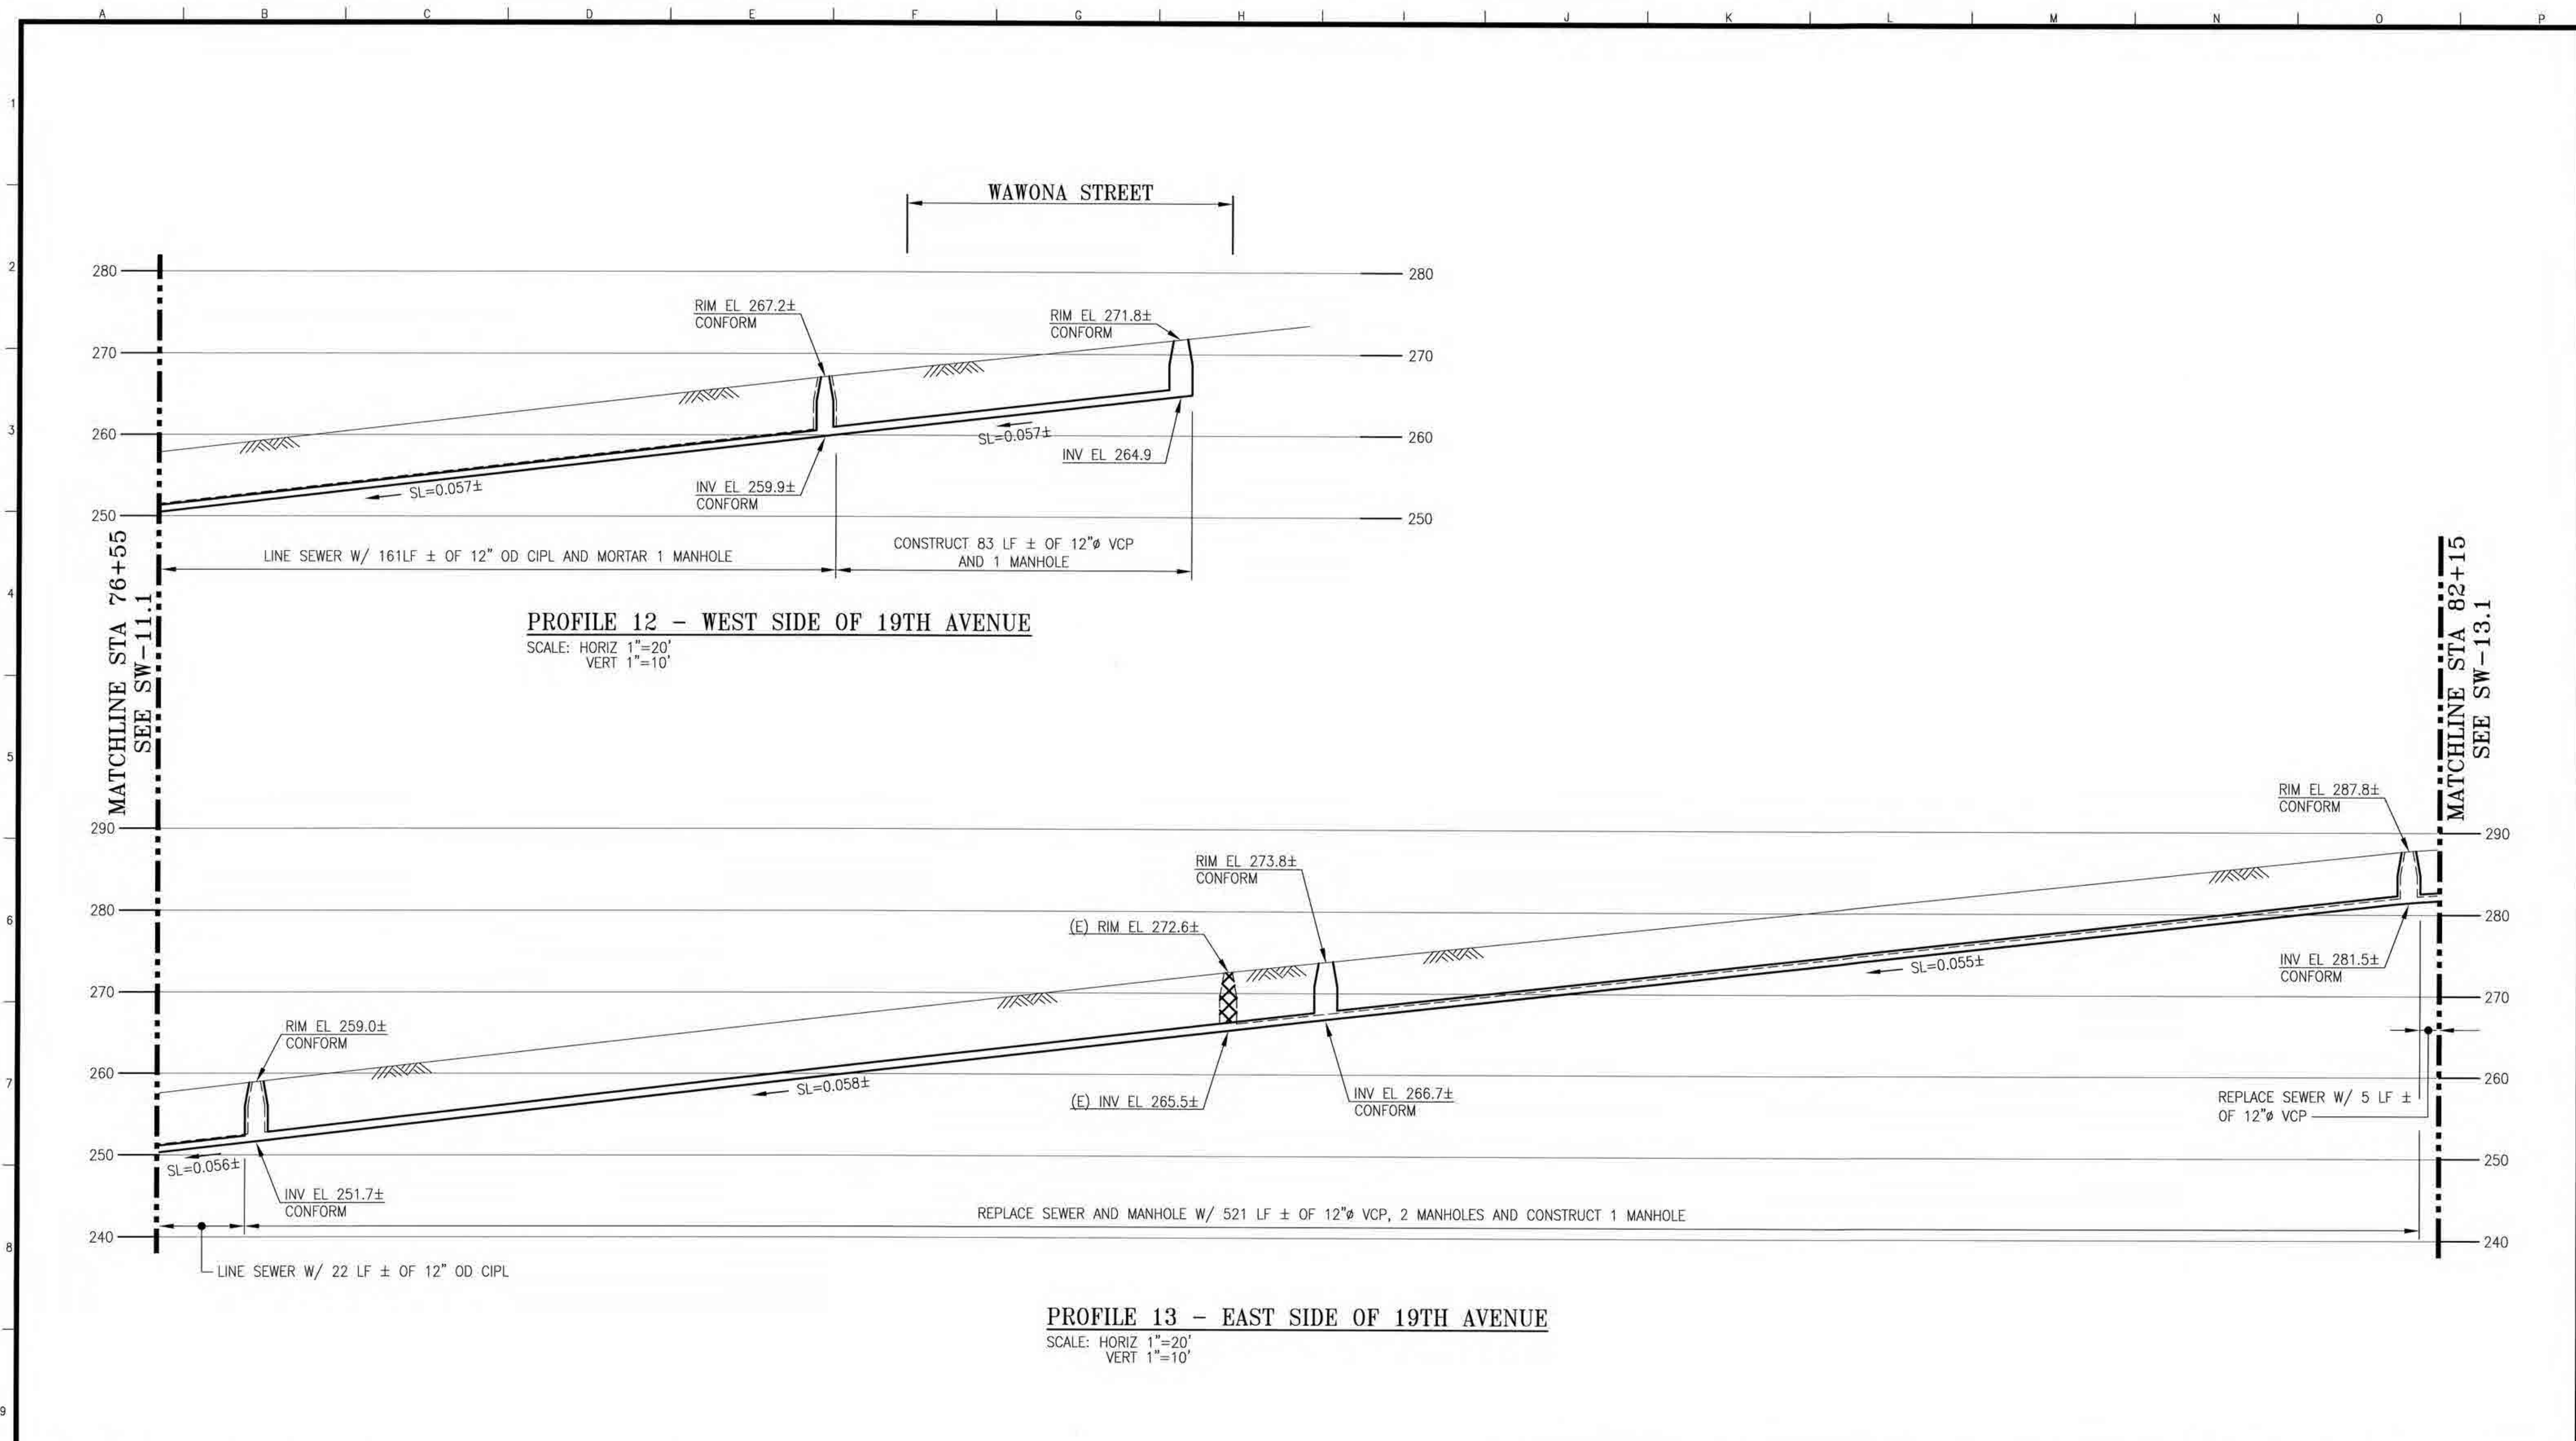 A B C D E F G H I J K L M N O P
1
2
3
4
5
6
7
8
9
WAWONA STREET
280
270
260
250
280
270
260
250
RIM EL 267.2±
CONFORM
RIM EL 271.8±
CONFORM
SL=0.057±
SL=0.057±
INV EL 264.9
INV EL 259.9±
CONFORM
LINE SEWER W/ 161LF ± OF 12" OD CIPL AND MORTAR 1 MANHOLE
CONSTRUCT 83 LF ± OF 12"ø VCP
AND 1 MANHOLE
MATCHLINE STA 76+55
SEE SW-11.1
PROFILE 12 - WEST SIDE OF 19TH AVENUE
SCALE: HORIZ 1"=20'
VERT 1"=10'
MATCHLINE STA 82+15
SEE SW-13.1
290
280
270
260
250
240
290
280
270
260
250
240
RIM EL 287.8±
CONFORM
RIM EL 273.8±
CONFORM
(E) RIM EL 272.6±
INV EL 281.5±
CONFORM
SL=0.055±
RIM EL 259.0±
CONFORM
SL=0.058±
(E) INV EL 265.5±
INV EL 266.7±
CONFORM
REPLACE SEWER W/ 5 LF ±
OF 12"ø VCP
SL=0.056±
INV EL 251.7±
CONFORM
REPLACE SEWER AND MANHOLE W/ 521 LF ± OF 12"ø VCP, 2 MANHOLES AND CONSTRUCT 1 MANHOLE
LINE SEWER W/ 22 LF ± OF 12" OD CIPL
PROFILE 13 - EAST SIDE OF 19TH AVENUE
SCALE: HORIZ 1"=20'
VERT 1"=10'